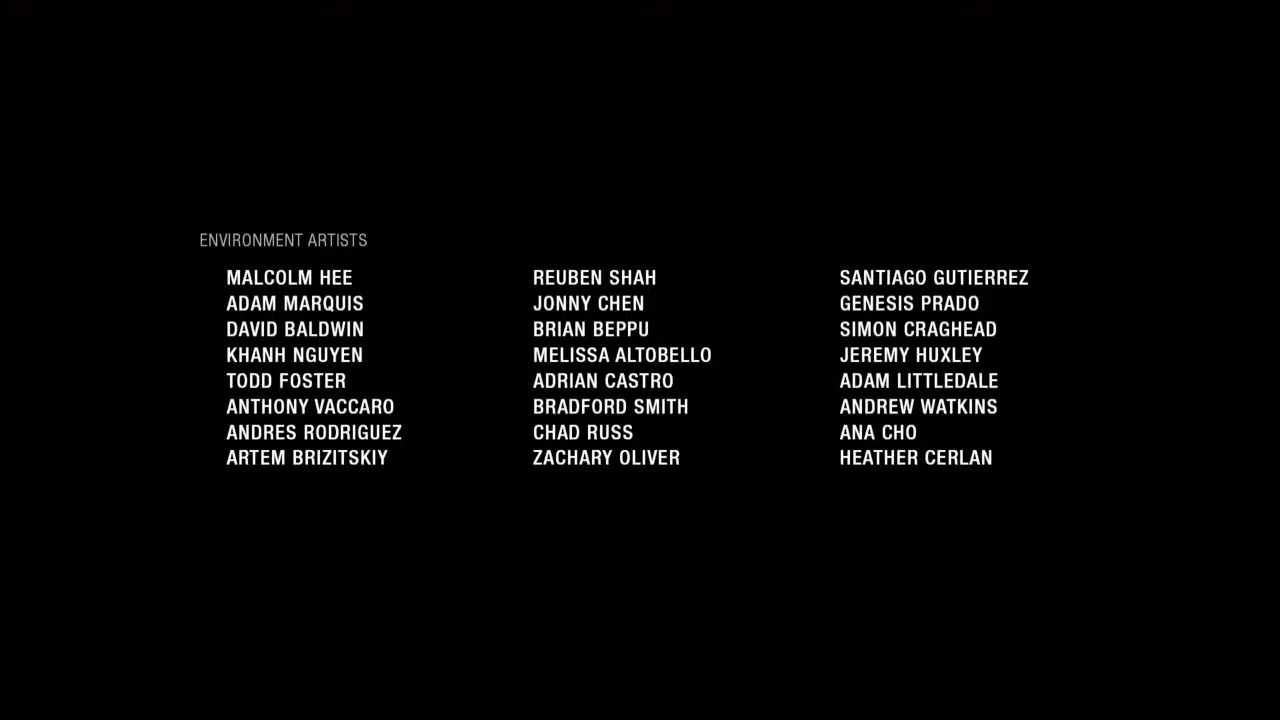 ENVIRONMENT ARTISTS
MALCOLM HEE
ADAM MARQUIS
DAVID BALDWIN
KHANH NGUYEN
TODD FOSTER
ANTHONY VACCARO
ANDRES RODRIGUEZ
ARTEM BRIZITSKIY
REUBEN SHAH
JONNY CHEN
BRIAN BEPPU
MELISSA ALTOBELLO
ADRIAN CASTRO
BRADFORD SMITH
CHAD RUSS
ZACHARY OLIVER
SANTIAGO GUTIERREZ
GENESIS PRADO
SIMON CRAGHEAD
JEREMY HUXLEY
ADAM LITTLEDALE
ANDREW WATKINS
ANA CHO
HEATHER CERLAN